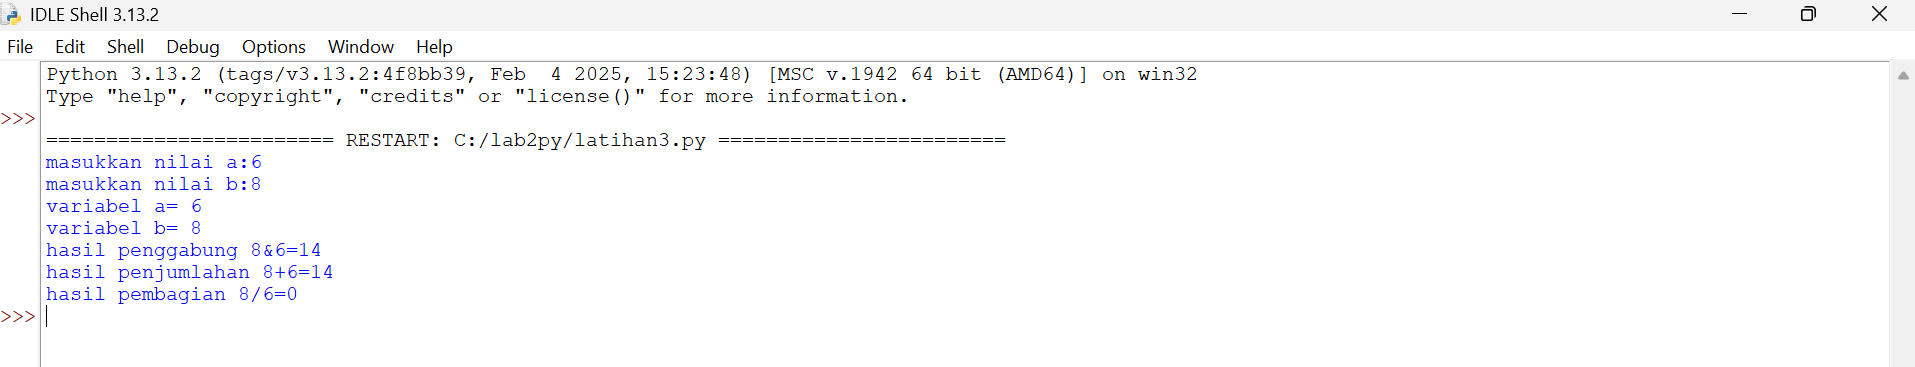 IDLE Shell 3.13.2
File Edit Shell Debug Options Window Help
Python 3.13.2 (tags/v3.13.2:4f8bb39, Feb  4 2025, 15:23:48) [MSC v.1942 64 bit (AMD64)] on win32
Type "help", "copyright", "credits" or "license()" for more information.
>>>
======================== RESTART: C:/lab2py/latihan3.py ========================
masukkan nilai a:6
masukkan nilai b:8
variabel a= 6
variabel b= 8
hasil penggabung 8&6=14
hasil penjumlahan 8+6=14
hasil pembagian 8/6=0
>>>